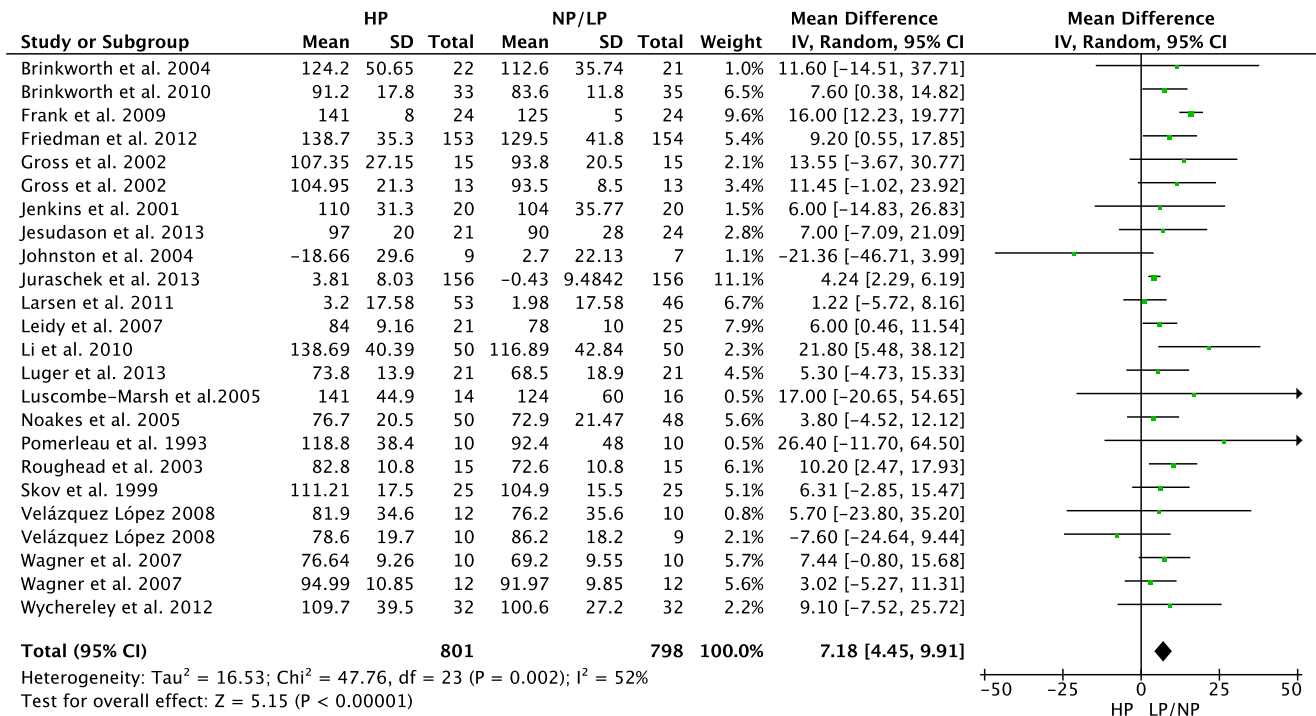 HP NP/LP Mean Difference Mean Difference
Study or Subgroup Mean SD Total Mean SD Total Weight IV, Random, 95% CI IV, Random, 95% CI
Brinkworth et al. 2004 124.2 50.65 22 112.6 35.74 21 1.0% 11.60 [−14.51, 37.71]
Brinkworth et al. 2010 91.2 17.8 33 83.6 11.8 35 6.5% 7.60 [0.38, 14.82]
Frank et al. 2009 141 8 24 125 5 24 9.6% 16.00 [12.23, 19.77]
Friedman et al. 2012 138.7 35.3 153 129.5 41.8 154 5.4% 9.20 [0.55, 17.85]
Gross et al. 2002 107.35 27.15 15 93.8 20.5 15 2.1% 13.55 [−3.67, 30.77]
Gross et al. 2002 104.95 21.3 13 93.5 8.5 13 3.4% 11.45 [−1.02, 23.92]
Jenkins et al. 2001 110 31.3 20 104 35.77 20 1.5% 6.00 [−14.83, 26.83]
Jesudason et al. 2013 97 20 21 90 28 24 2.8% 7.00 [−7.09, 21.09]
Johnston et al. 2004 −18.66 29.6 9 2.7 22.13 7 1.1% −21.36 [−46.71, 3.99]
Juraschek et al. 2013 3.81 8.03 156 −0.43 9.4842 156 11.1% 4.24 [2.29, 6.19]
Larsen et al. 2011 3.2 17.58 53 1.98 17.58 46 6.7% 1.22 [−5.72, 8.16]
Leidy et al. 2007 84 9.16 21 78 10 25 7.9% 6.00 [0.46, 11.54]
Li et al. 2010 138.69 40.39 50 116.89 42.84 50 2.3% 21.80 [5.48, 38.12]
Luger et al. 2013 73.8 13.9 21 68.5 18.9 21 4.5% 5.30 [−4.73, 15.33]
Luscombe−Marsh et al.2005 141 44.9 14 124 60 16 0.5% 17.00 [−20.65, 54.65]
Noakes et al. 2005 76.7 20.5 50 72.9 21.47 48 5.6% 3.80 [−4.52, 12.12]
Pomerleau et al. 1993 118.8 38.4 10 92.4 48 10 0.5% 26.40 [−11.70, 64.50]
Roughead et al. 2003 82.8 10.8 15 72.6 10.8 15 6.1% 10.20 [2.47, 17.93]
Skov et al. 1999 111.21 17.5 25 104.9 15.5 25 5.1% 6.31 [−2.85, 15.47]
Velázquez López 2008 81.9 34.6 12 76.2 35.6 10 0.8% 5.70 [−23.80, 35.20]
Velázquez López 2008 78.6 19.7 10 86.2 18.2 9 2.1% −7.60 [−24.64, 9.44]
Wagner et al. 2007 76.64 9.26 10 69.2 9.55 10 5.7% 7.44 [−0.80, 15.68]
Wagner et al. 2007 94.99 10.85 12 91.97 9.85 12 5.6% 3.02 [−5.27, 11.31]
Wychereley et al. 2012 109.7 39.5 32 100.6 27.2 32 2.2% 9.10 [−7.52, 25.72]
Total (95% CI) 801 798 100.0% 7.18 [4.45, 9.91]
Heterogeneity: Tau² = 16.53; Chi² = 47.76, df = 23 (P = 0.002); I² = 52%
Test for overall effect: Z = 5.15 (P < 0.00001)
−50 −25 0 25 50
HP LP/NP